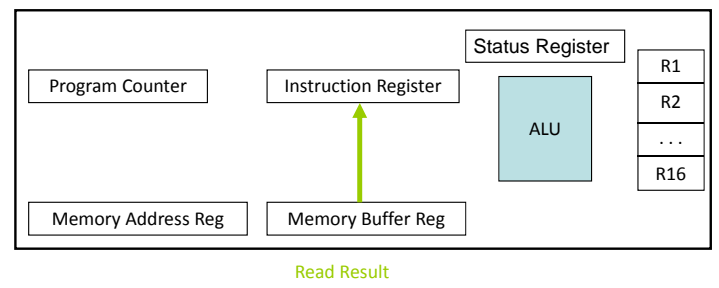 Status Register
Program Counter
Instruction Register
ALU
R1
R2
. . .
R16
Memory Address Reg
Memory Buffer Reg
Read Result